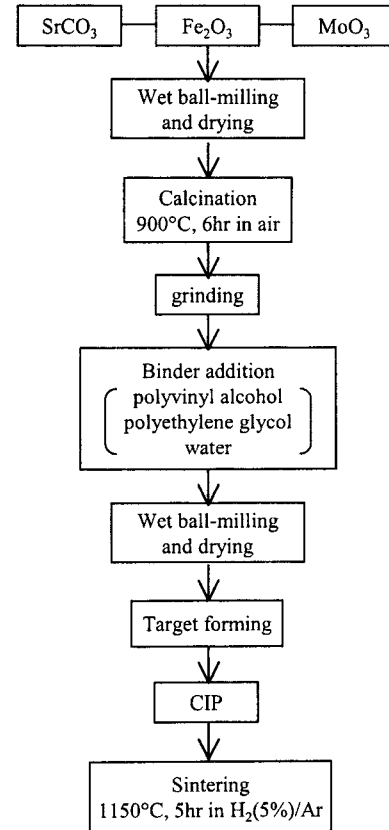 SrCO₃ Fe₂O₃ MoO₃
Wet ball-milling
and drying
Calcination
900°C, 6hr in air
grinding
Binder addition
polyvinyl alcohol
polyethylene glycol
water
Wet ball-milling
and drying
Target forming
CIP
Sintering
1150°C, 5hr in H₂(5%)/Ar